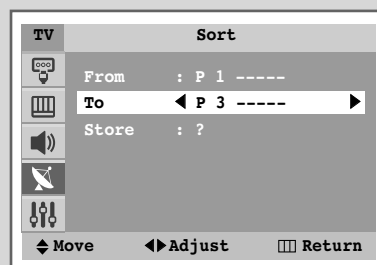 TV Sort
From : P 1 -----
To P 3 -----
Store : ?
Move Adjust Return